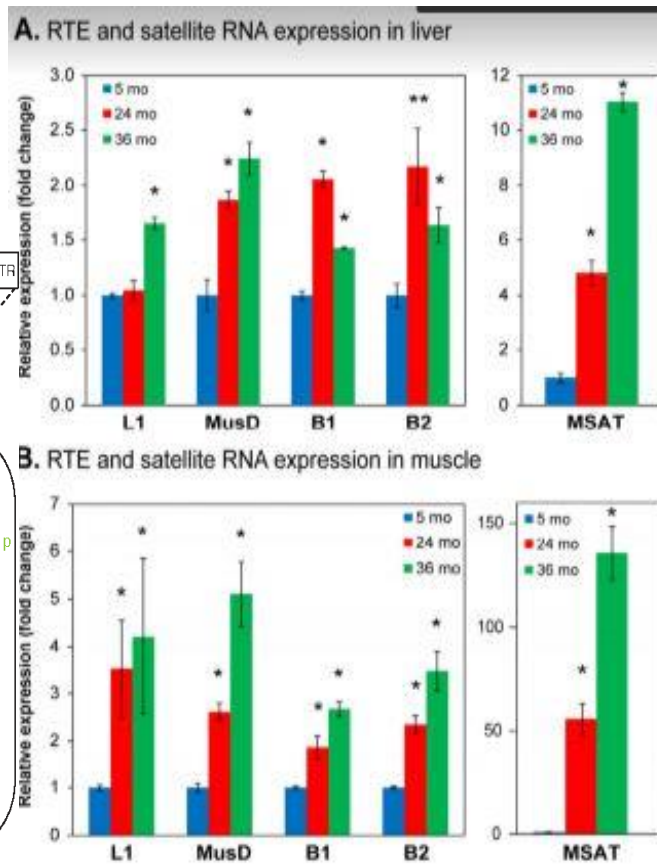 A. RTE and satellite RNA expression in liver
Relative expression (fold change)
3.0
2.5
2.0
1.5
1.0
0.5
0.0
5 mo
24 mo
36 mo
*
*
*
*
*
**
*
L1
MusD
B1
B2
12
10
8
6
4
2
0
5 mo
24 mo
36 mo
*
*
MSAT
TR
B. RTE and satellite RNA expression in muscle
p
Relative expression (fold change)
7
6
5
4
3
2
1
0
5 mo
24 mo
36 mo
*
*
*
*
*
*
*
*
L1
MusD
B1
B2
150
100
50
0
5 mo
24 mo
36 mo
*
*
MSAT